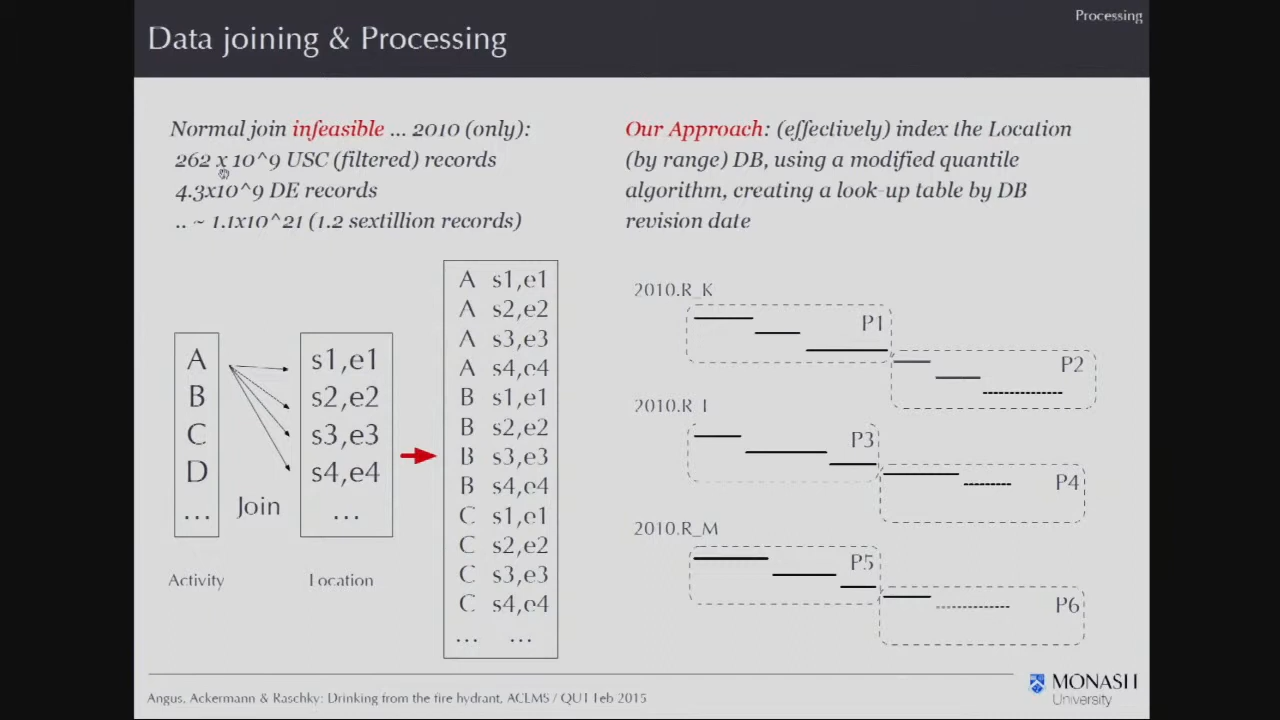 Processing
Data joining & Processing
Normal join infeasible ... 2010 (only):
262 x 10^9 USC (filtered) records
4.3x10^9 DE records
.. ~ 1.1x10^21 (1.2 sextillion records)
Our Approach: (effectively) index the Location
(by range) DB, using a modified quantile
algorithm, creating a look-up table by DB
revision date
A
B
C
D
...
Join
Activity
s1,e1
s2,e2
s3,e3
s4,e4
...
Location
A s1,e1
A s2,e2
A s3,e3
A s4,e4
B s1,e1
B s2,e2
B s3,e3
B s4,e4
C s1,e1
C s2,e2
C s3,e3
C s4,e4
... ...
2010.R_K
P1
P2
2010.R_L
P3
P4
2010.R_M
P5
P6
Angus, Ackermann & Raschky: Drinking from the fire hydrant, ACEMS / QUT Feb 2015
MONASH
University